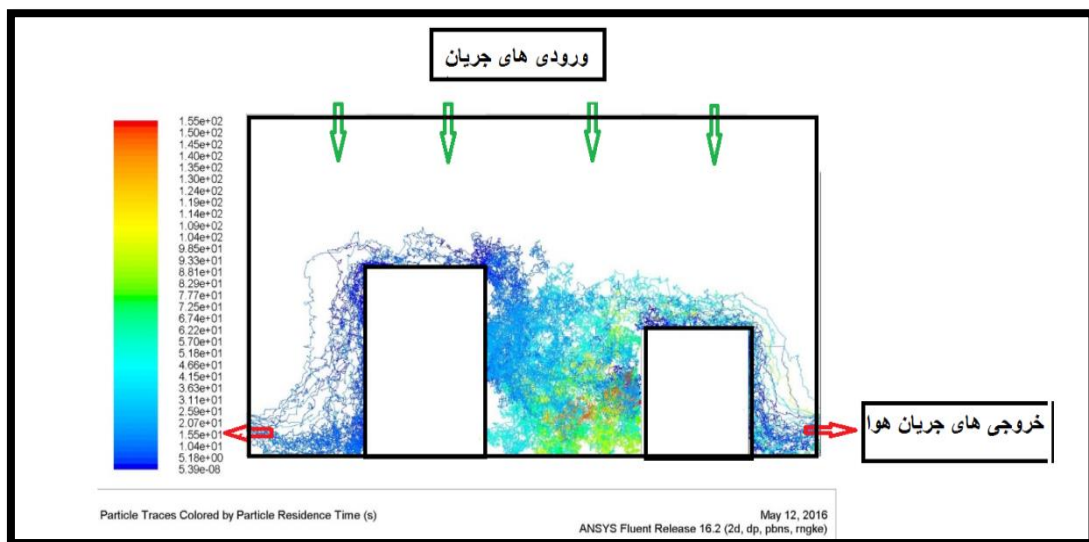 ورودی های جریان
1.55e+02
1.50e+02
1.45e+02
1.40e+02
1.35e+02
1.30e+02
1.24e+02
1.19e+02
1.14e+02
1.09e+02
1.04e+02
9.85e+01
9.33e+01
8.81e+01
8.29e+01
7.77e+01
7.25e+01
6.74e+01
6.22e+01
5.70e+01
5.18e+01
4.66e+01
4.15e+01
3.63e+01
3.11e+01
2.59e+01
2.07e+01
1.55e+01
1.04e+01
5.18e+00
5.39e-08
خروجی های جریان هوا
Particle Traces Colored by Particle Residence Time (s)
May 12, 2016
ANSYS Fluent Release 16.2 (2d, dp, pbns, rngke)